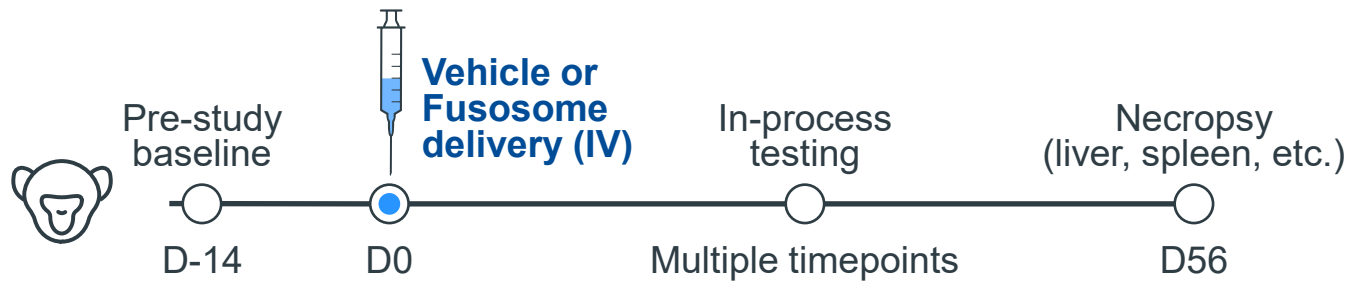 Vehicle or
Fusosome
delivery (IV)
Pre-study
baseline
In-process
testing
Necropsy
(liver, spleen, etc.)
D-14
D0
Multiple timepoints
D56